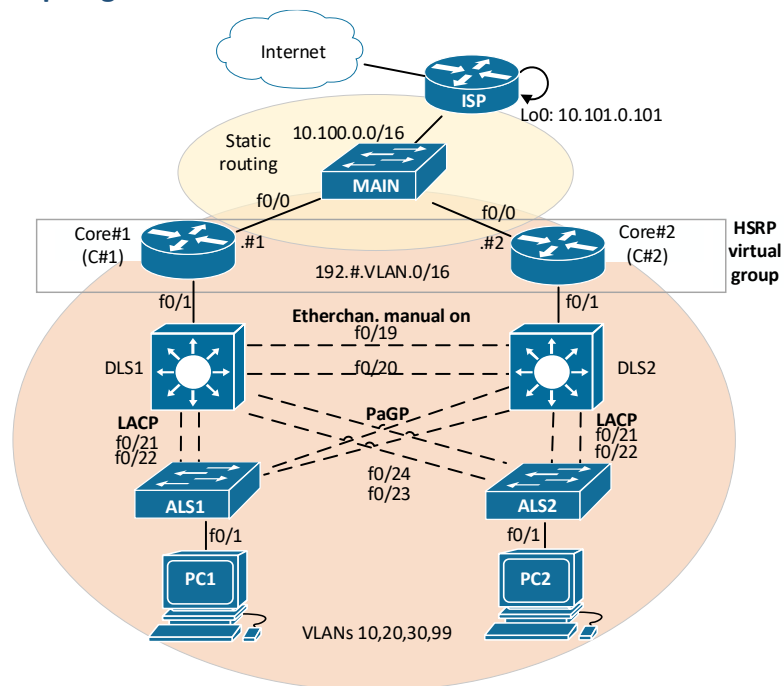 Internet
ISP
Lo0: 10.101.0.101
10.100.0.0/16
Static
routing
MAIN
f0/0
f0/0
Core#1
(C#1)
.#1
.#2
Core#2
(C#2)
HSRP
virtual
group
192.#.VLAN.0/16
f0/1
f0/1
Etherchan. manual on
f0/19
DLS1
f0/20
DLS2
LACP
f0/21
f0/22
PaGP
LACP
f0/21
f0/22
f0/24
f0/23
ALS1
ALS2
f0/1
f0/1
PC1
PC2
VLANs 10,20,30,99